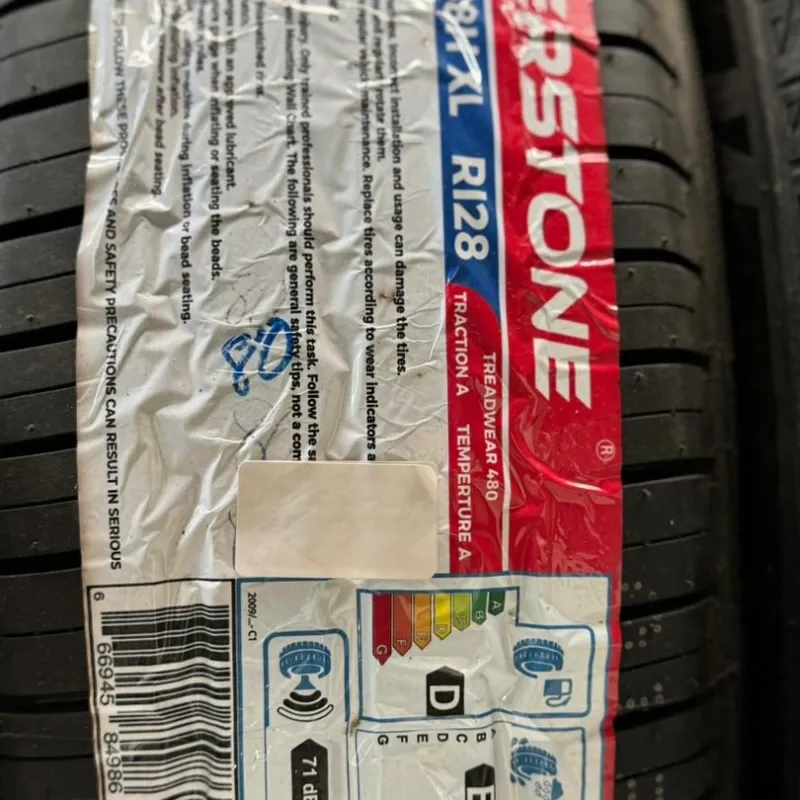 ERSTONE
®
8H XL RI28
TREADWEAR 480
TRACTION A TEMPERTURE A
incorrect installation and usage can damage the tires.
and regularly rotate them.
regular vehicle maintenance. Replace tires according to wear indicators
Only trained professionals should perform this task. Follow the
Mounting Wall Chart. The following are general safety tips, not a
with an approved lubricant.
when inflating or seating the beads.
machine during inflation or bead seating.
after bead seating
FOLLOW THESE
AND SAFETY PRECAUTIONS CAN RESULT IN SERIOUS
2009/...- C1
A
B
D
E
F
G
D
A
B
C
D
E
F
G
71 dB
6 66945 84986